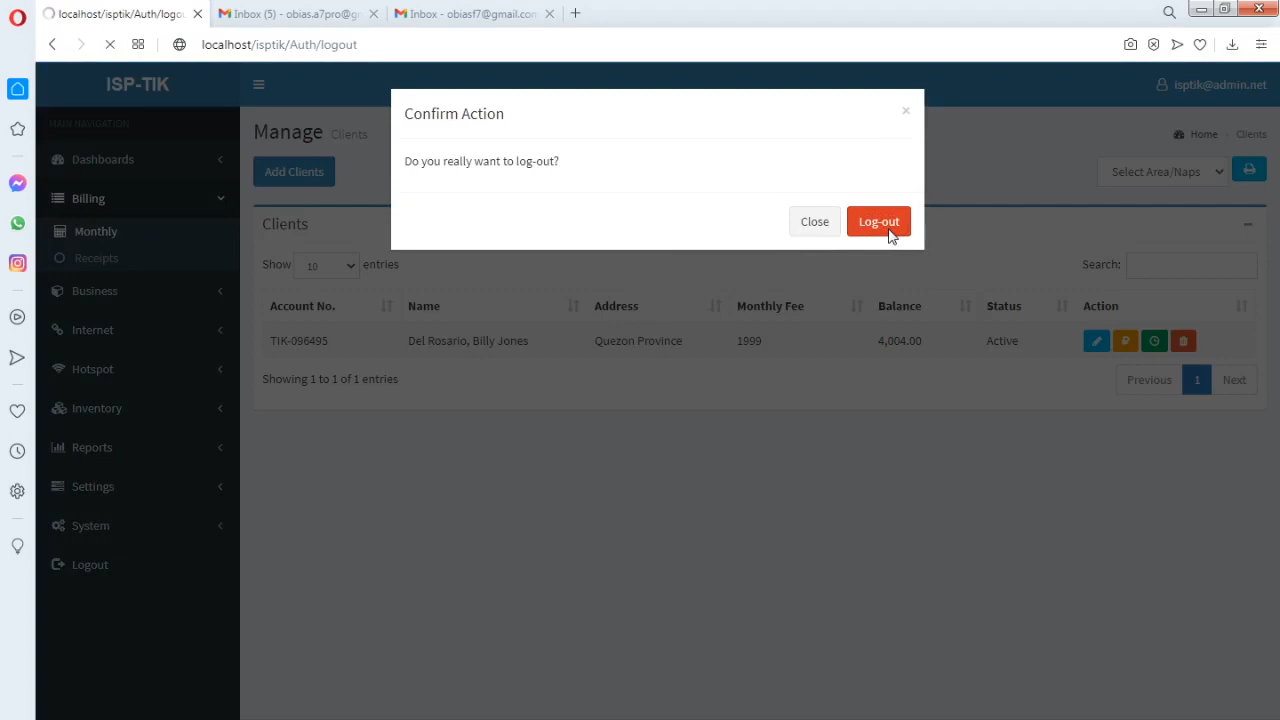 localhost/isptik/Auth/logou
Inbox (5) - obias.a7pro@g
Inbox - obiasf7@gmail.con
localhost/isptik/Auth/logout
ISP-TIK
isptik@admin.net
MAIN NAVIGATION
Dashboards
Billing
Monthly
Receipts
Business
Internet
Hotspot
Inventory
Reports
Settings
System
Logout
Manage Clients
Home
Clients
Add Clients
Select Area/Naps
Confirm Action
×
Do you really want to log-out?
Close
Log-out
Clients
Show 10 entries
Search:
Account No. Name Address Monthly Fee Balance Status Action
TIK-096495 Del Rosario, Billy Jones Quezon Province 1999 4,004.00 Active
Showing 1 to 1 of 1 entries
Previous 1 Next